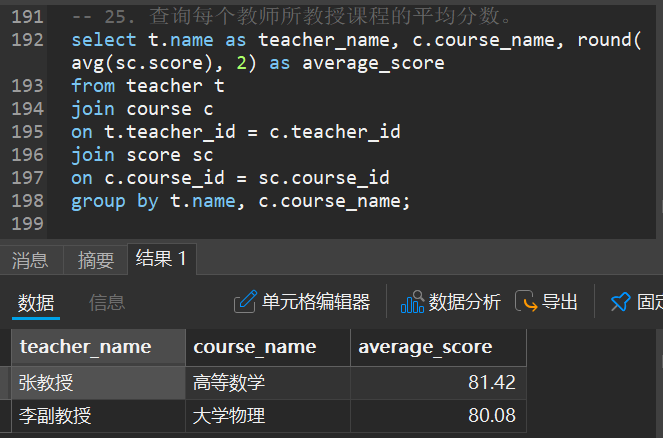 191 -- 25. 查询每个教师所教授课程的平均分数。
192 select t.name as teacher_name, c.course_name, round(
avg(sc.score), 2) as average_score
193 from teacher t
194 join course c
195 on t.teacher_id = c.teacher_id
196 join score sc
197 on c.course_id = sc.course_id
198 group by t.name, c.course_name;
199
消息 摘要 结果 1
数据 信息 单元格编辑器 数据分析 导出 固定
teacher_name course_name average_score
张教授 高等数学 81.42
李副教授 大学物理 80.08